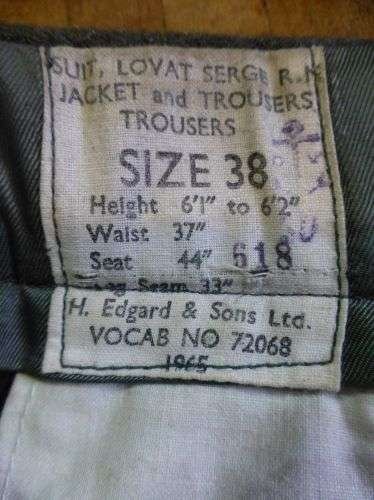 SUIT, LOVAT SERGE R.M
JACKET and TROUSERS
TROUSERS
SIZE 38
Height 6'1" to 6'2"
Waist 37"
Seat 44" 618
Leg Seam 33"
H. Edgard & Sons Ltd.
VOCAB NO 72068
1965